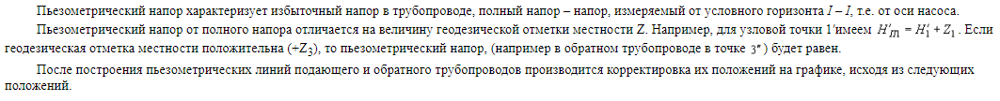 Пьезометрический напор характеризует избыточный напор в трубопроводе, полный напор – напор, измеряемый от условного горизонта I – I, т.е. от оси насоса.
Пьезометрический напор от полного напора отличается на величину геодезической отметки местности Z. Например, для узловой точки 1'имеем H'm = H'1 + Z1 . Если
геодезическая отметка местности положительна (+Z3), то пьезометрический напор, (например в обратном трубопроводе в точке 3" ) будет равен.
После построения пьезометрических линий подающего и обратного трубопроводов производится корректировка их положений на графике, исходя из следующих
положений.